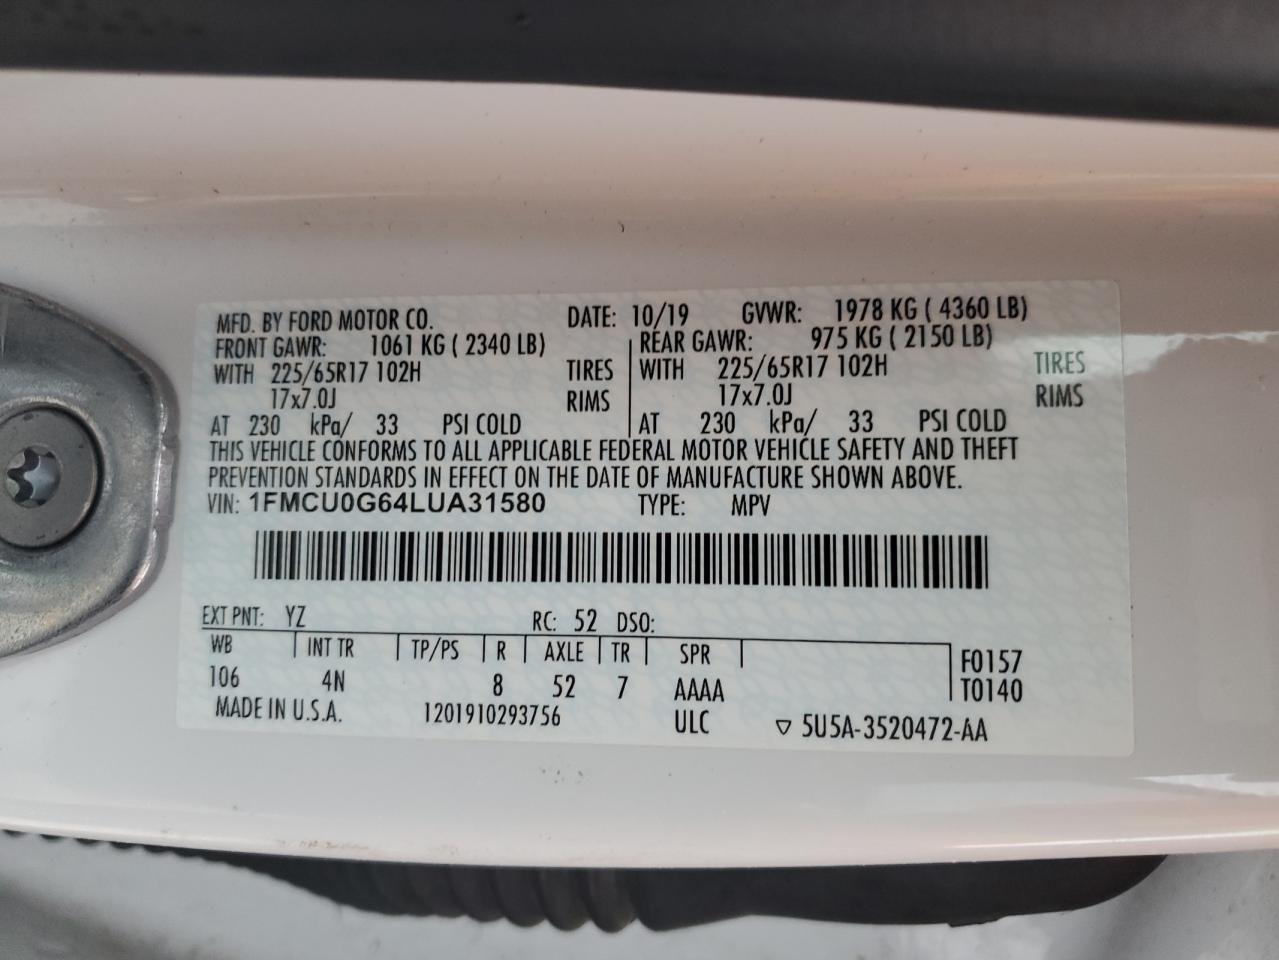 MFD. BY FORD MOTOR CO. DATE: 10/19 GVWR: 1978 KG ( 4360 LB)
FRONT GAWR: 1061 KG ( 2340 LB) REAR GAWR: 975 KG ( 2150 LB)
WITH 225/65R17 102H TIRES WITH 225/65R17 102H TIRES
17x7.0J RIMS 17x7.0J RIMS
AT 230 kPa/ 33 PSI COLD AT 230 kPa/ 33 PSI COLD
THIS VEHICLE CONFORMS TO ALL APPLICABLE FEDERAL MOTOR VEHICLE SAFETY AND THEFT
PREVENTION STANDARDS IN EFFECT ON THE DATE OF MANUFACTURE SHOWN ABOVE.
VIN: 1FMCU0G64LUA31580 TYPE: MPV
EXT PNT: YZ RC: 52 DSO:
WB INT TR TP/PS R AXLE TR SPR F0157
106 4N 8 52 7 AAAA T0140
MADE IN U.S.A. 1201910293756 ULC ▽ 5U5A-3520472-AA